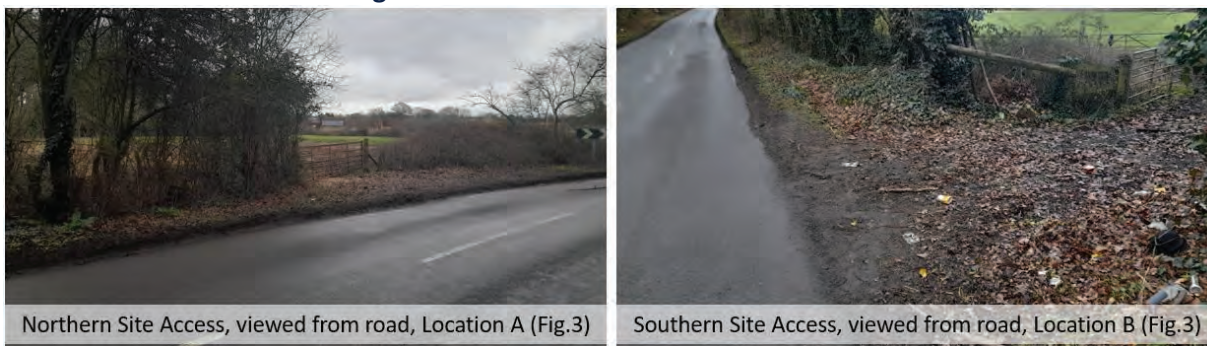 Northern Site Access, viewed from road, Location A (Fig.3)
Southern Site Access, viewed from road, Location B (Fig.3)